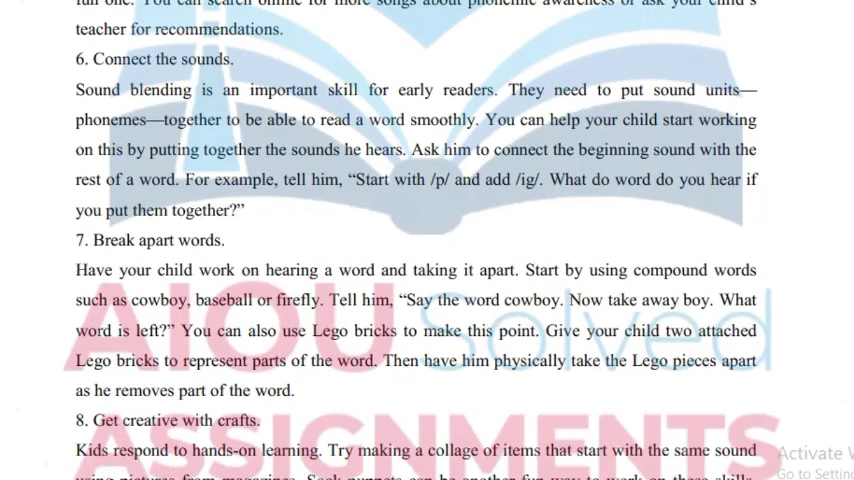 fun one. You can search online for more songs about phonemic awareness or ask your child's
teacher for recommendations.
6. Connect the sounds.
Sound blending is an important skill for early readers. They need to put sound units—
phonemes—together to be able to read a word smoothly. You can help your child start working
on this by putting together the sounds he hears. Ask him to connect the beginning sound with the
rest of a word. For example, tell him, “Start with /p/ and add /ig/. What do word do you hear if
you put them together?”
7. Break apart words.
Have your child work on hearing a word and taking it apart. Start by using compound words
such as cowboy, baseball or firefly. Tell him, “Say the word cowboy. Now take away boy. What
word is left?” You can also use Lego bricks to make this point. Give your child two attached
AIOU Solved
Lego bricks to represent parts of the word. Then have him physically take the Lego pieces apart
as he removes part of the word.
8. Get creative with crafts.
ASSIGNMENTS
Kids respond to hands-on learning. Try making a collage of items that start with the same sound
Activate W
using pictures from magazines. Sock puppets can be another fun way to work on these skills.
Go to Setting